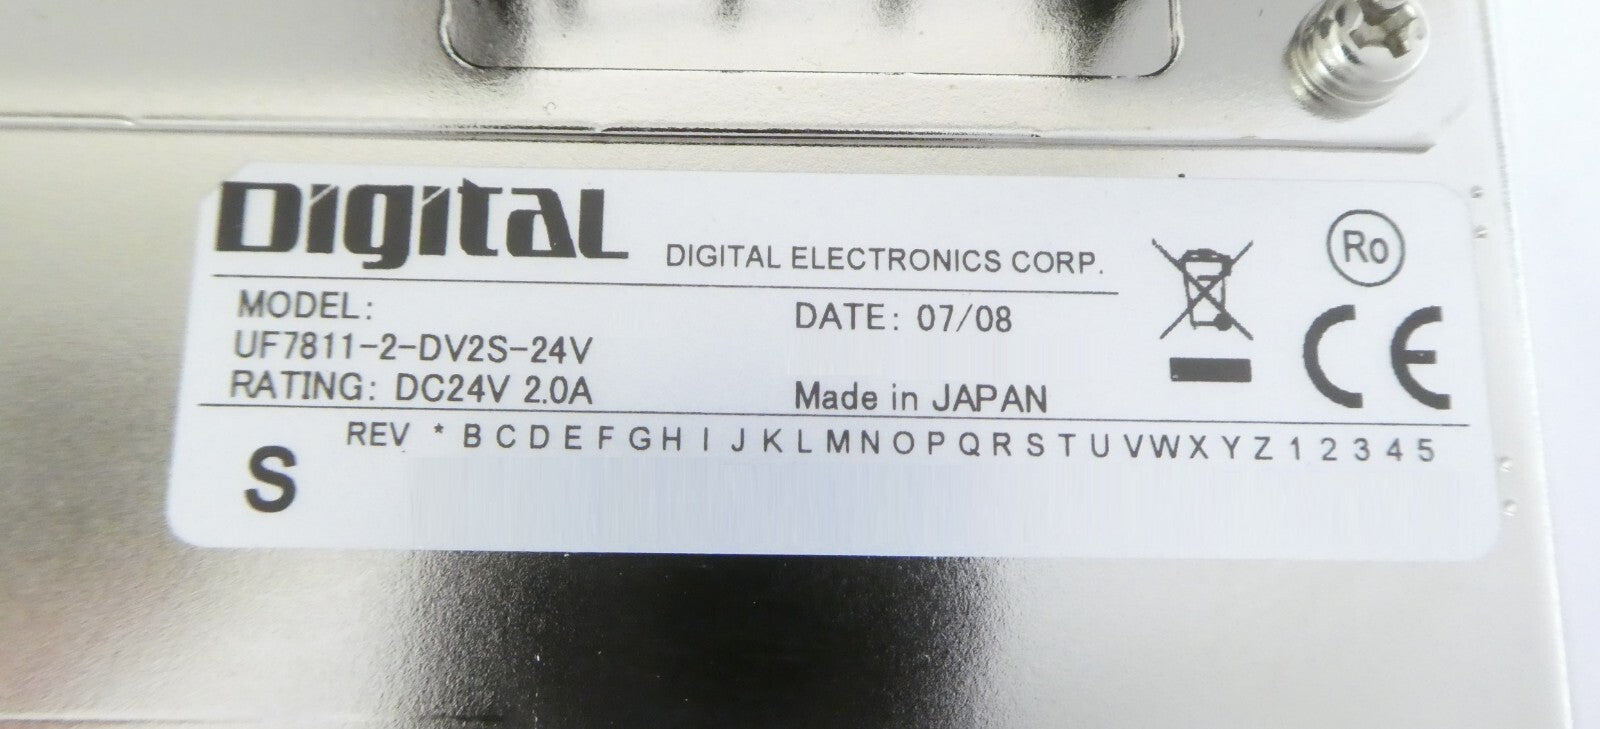 Digital
DIGITAL ELECTRONICS CORP.
Ro
MODEL:
UF7811-2-DV2S-24V
DATE: 07/08
RATING: DC24V 2.0A
Made in JAPAN
CE
REV * B C D E F G H I J K L M N O P Q R S T U V W X Y Z 1 2 3 4 5
S